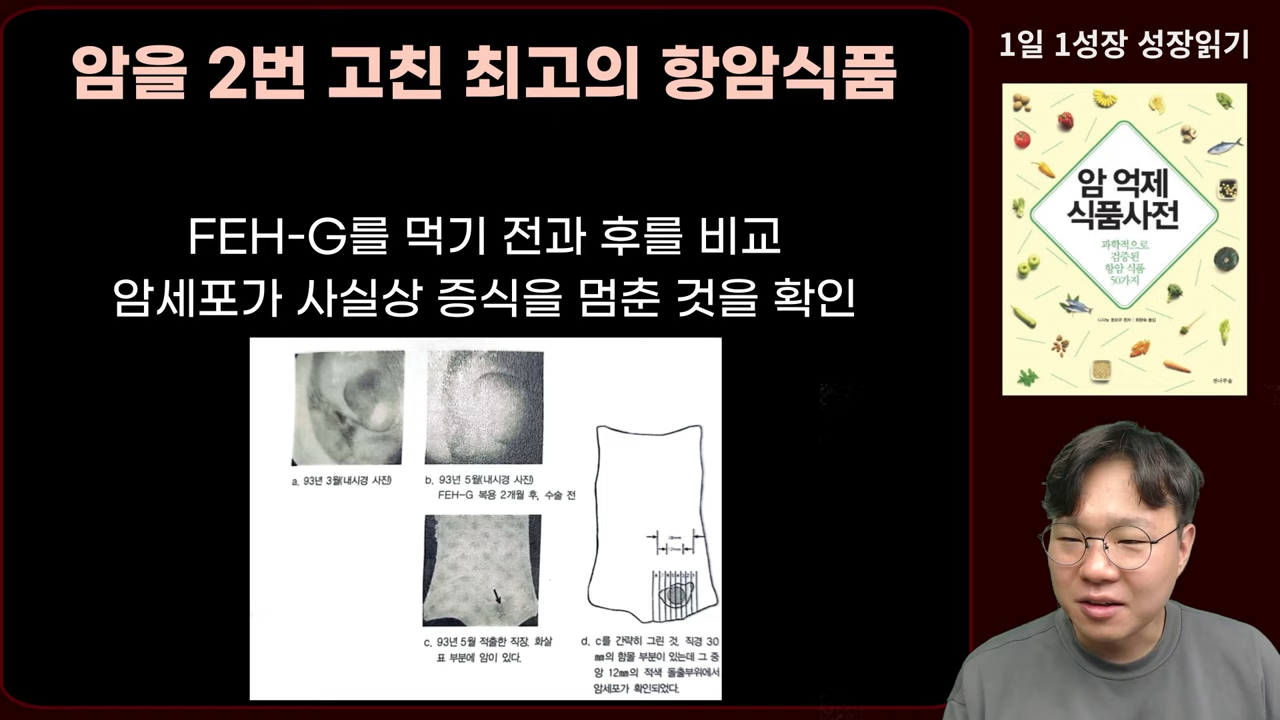 암을 2번 고친 최고의 항암식품
FEH-G를 먹기 전과 후를 비교
암세포가 사실상 증식을 멈춘 것을 확인
a. 93년 3월(내시경 사진)
b. 93년 5월(내시경 사진)
FEH-G 복용 2개월 후, 수술 전
c. 93년 5월 적출한 직장, 화살
표 부분에 암이 있다.
d. c를 간략히 그린 것. 직경 30
㎜의 함몰 부분이 있는데 그 중
앙 12㎜의 적색 돌출부위에서
암세포가 확인되었다.
1일 1성장 성장읽기
암 억제
식품사전
과학적으로
검증된
항암 식품
50가지
전나무숲